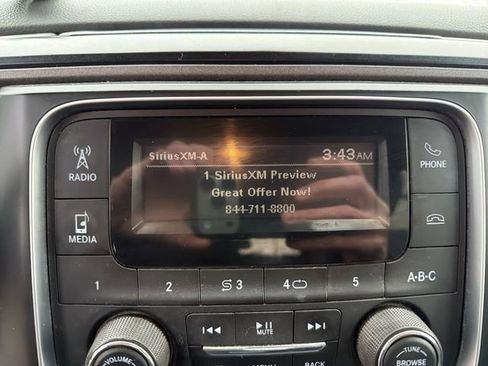 SiriusXM-A 3:43AM
1 SiriusXM Preview
Great Offer Now!
844-711-8800
RADIO
PHONE
MEDIA
1 2 3 4 5 A-B-C
MUTE
VOLUME
MENU BACK
TUNE
BROWSE